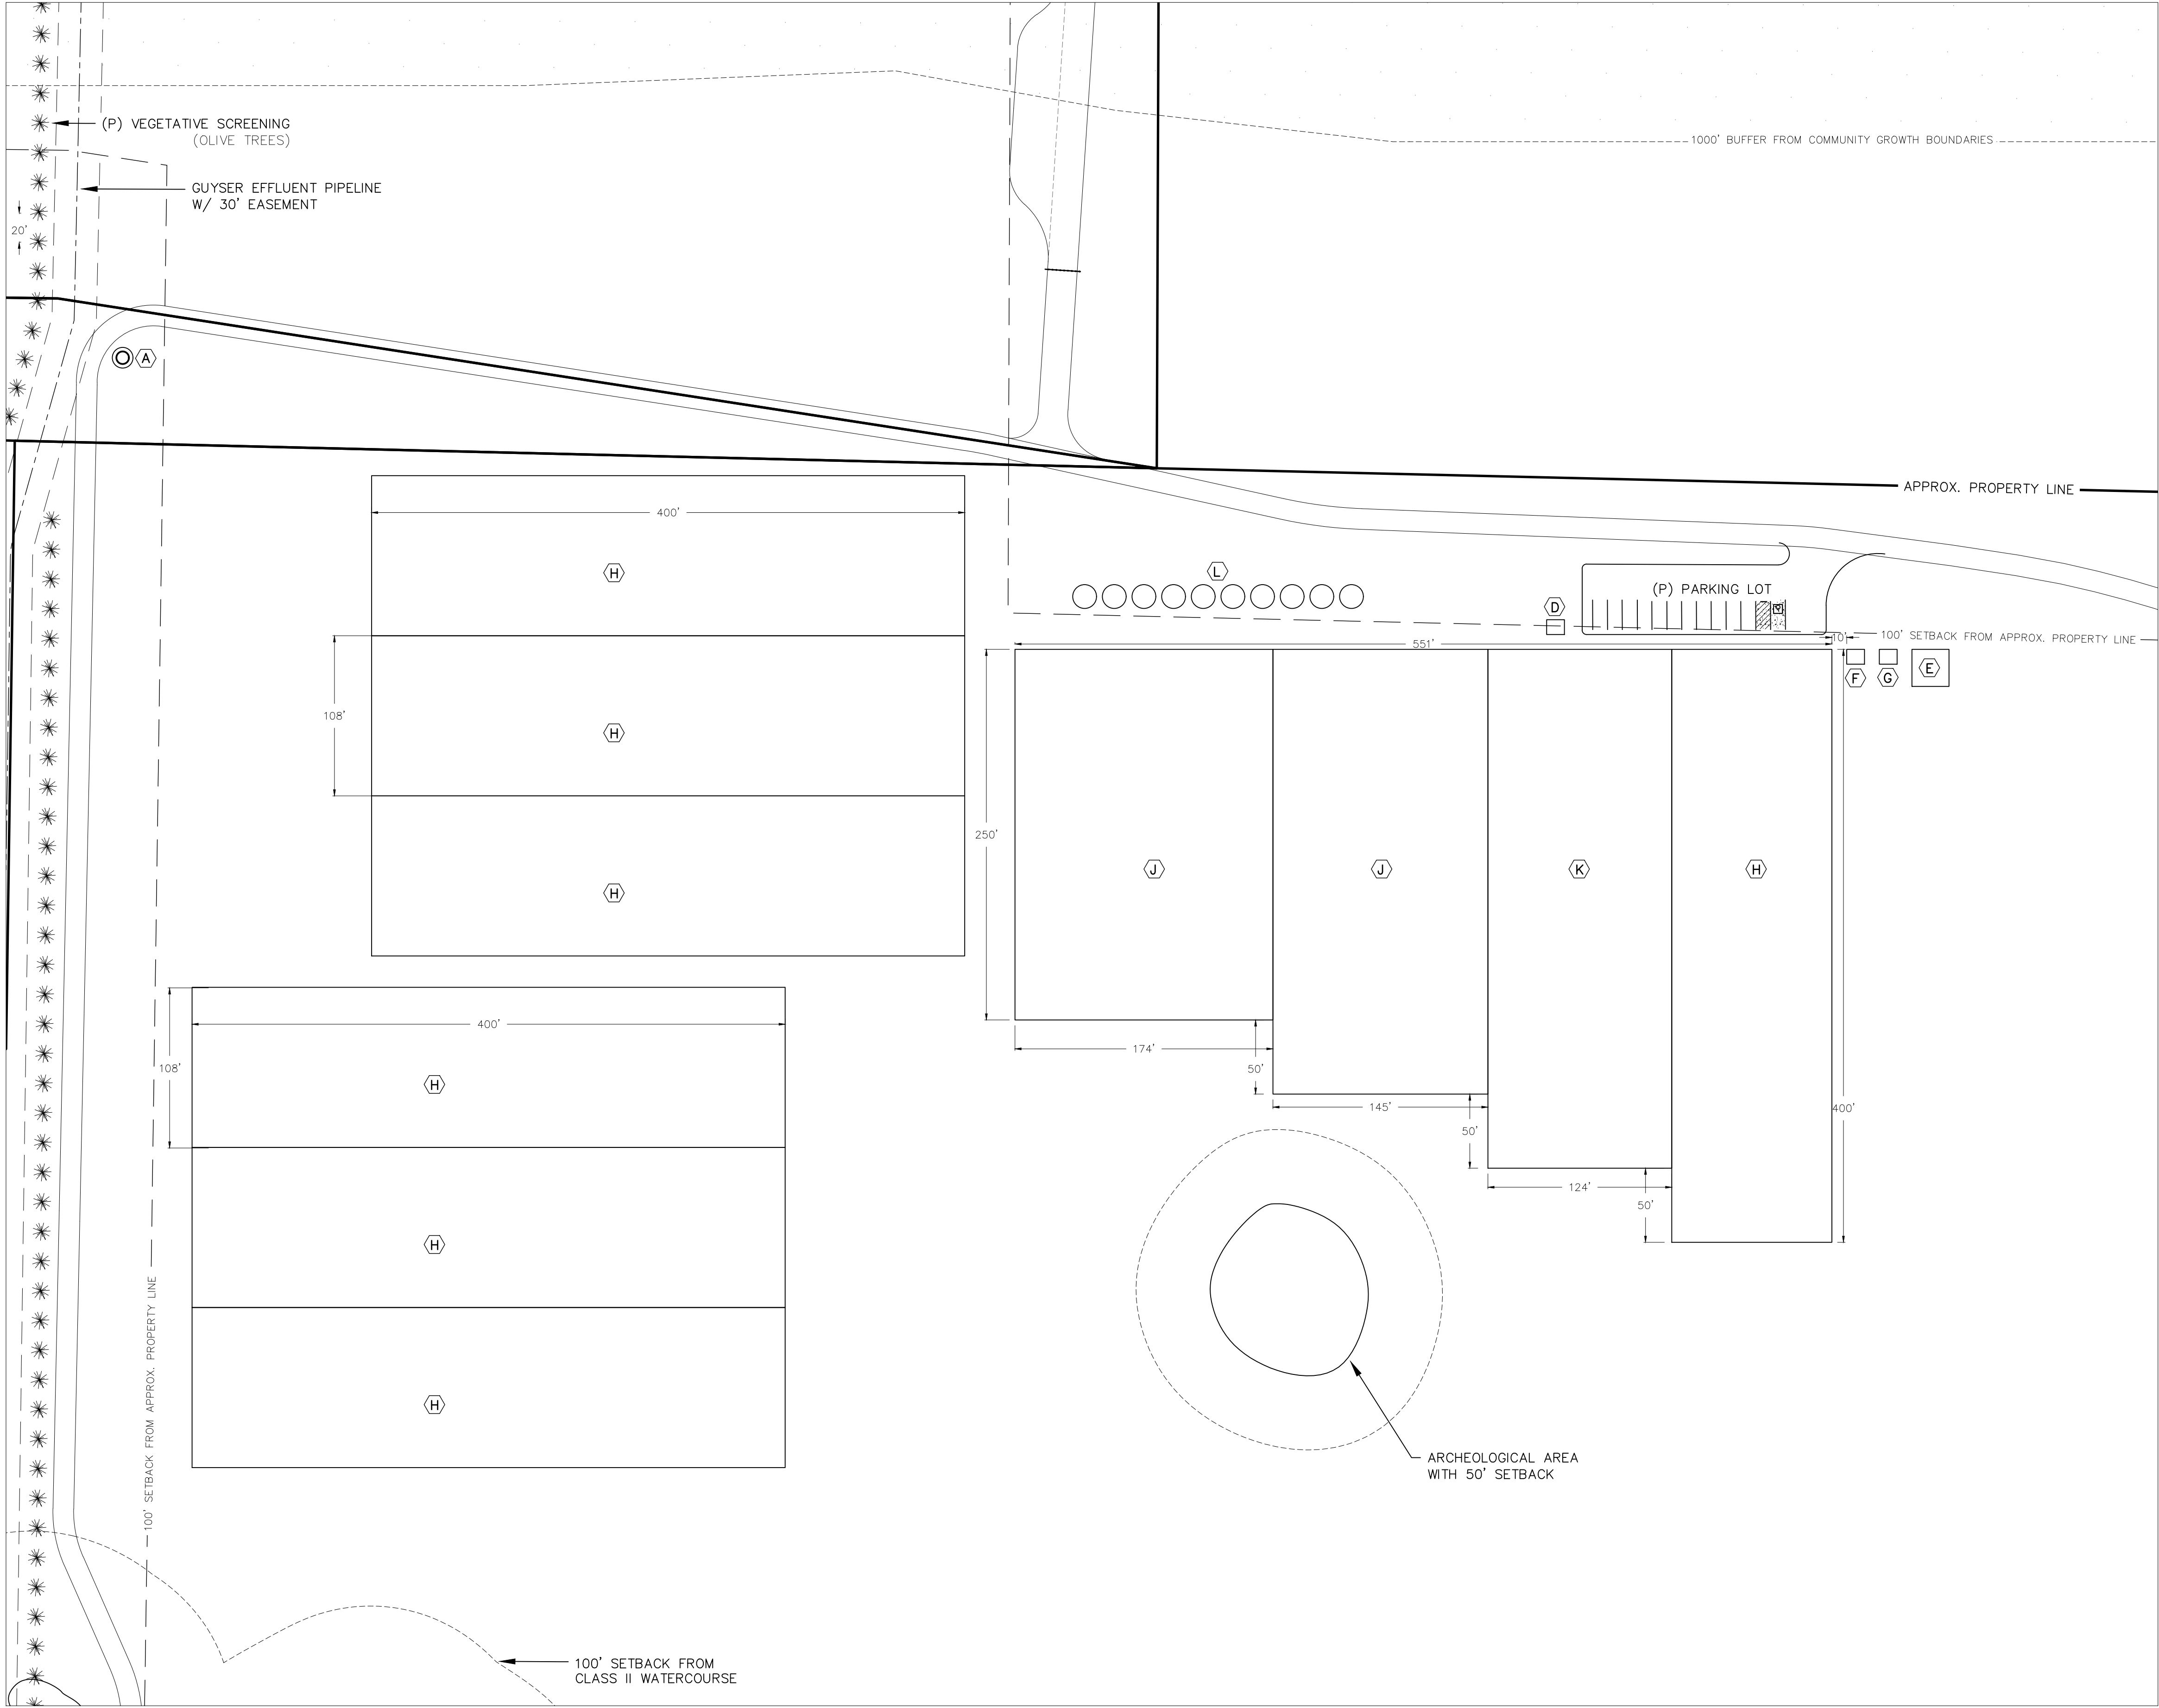 (P) VEGETATIVE SCREENING
(OLIVE TREES)
1000' BUFFER FROM COMMUNITY GROWTH BOUNDARIES
GUYSER EFFLUENT PIPELINE
W/ 30' EASEMENT
20'
A
APPROX. PROPERTY LINE
400'
H
L
(P) PARKING LOT
D
10'
100' SETBACK FROM APPROX. PROPERTY LINE
551'
F
G
E
108'
H
250'
J
J
K
H
H
400'
174'
50'
108'
H
145'
400'
50'
124'
50'
H
100' SETBACK FROM APPROX. PROPERTY LINE
H
ARCHEOLOGICAL AREA
WITH 50' SETBACK
100' SETBACK FROM
CLASS II WATERCOURSE